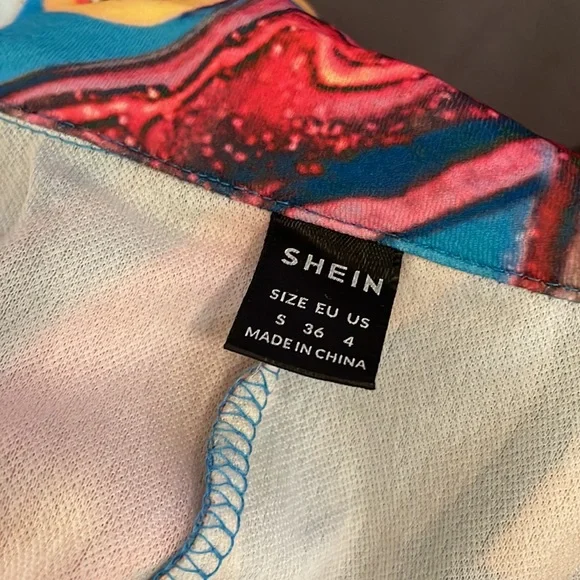 SHEIN
SIZE EU US
S 36 4
MADE IN CHINA